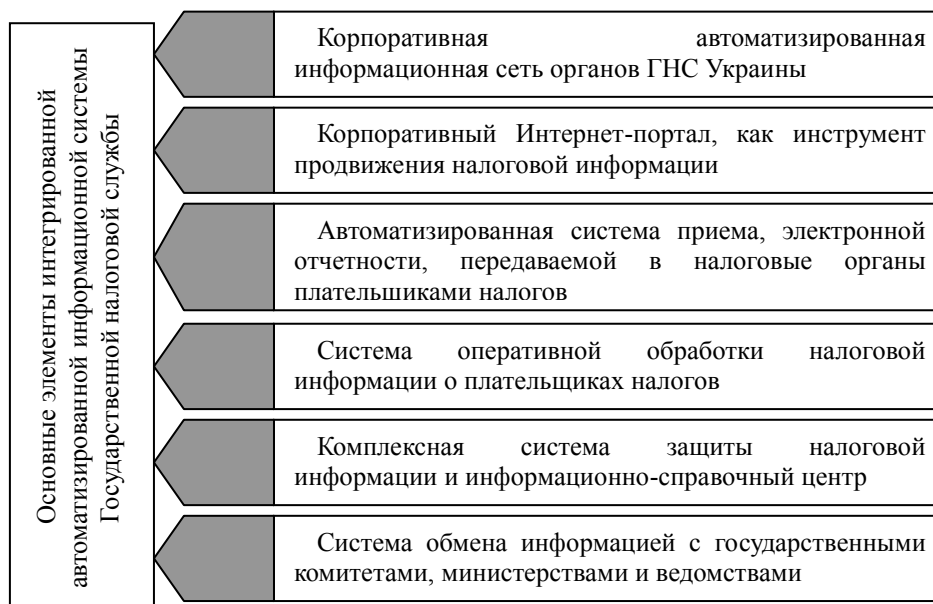 Основные элементы интегрированной
автоматизированной информационной системы
Государственной налоговой службы
Корпоративная автоматизированная
информационная сеть органов ГНС Украины
Корпоративный Интернет-портал, как инструмент
продвижения налоговой информации
Автоматизированная система приема, электронной
отчетности, передаваемой в налоговые органы
плательшиками налогов
Система оперативной обработки налоговой
информации о плательщиках налогов
Комплексная система защиты налоговой
информации и информационно-справочный центр
Система обмена информацией с государственными
комитетами, министерствами и ведомствами